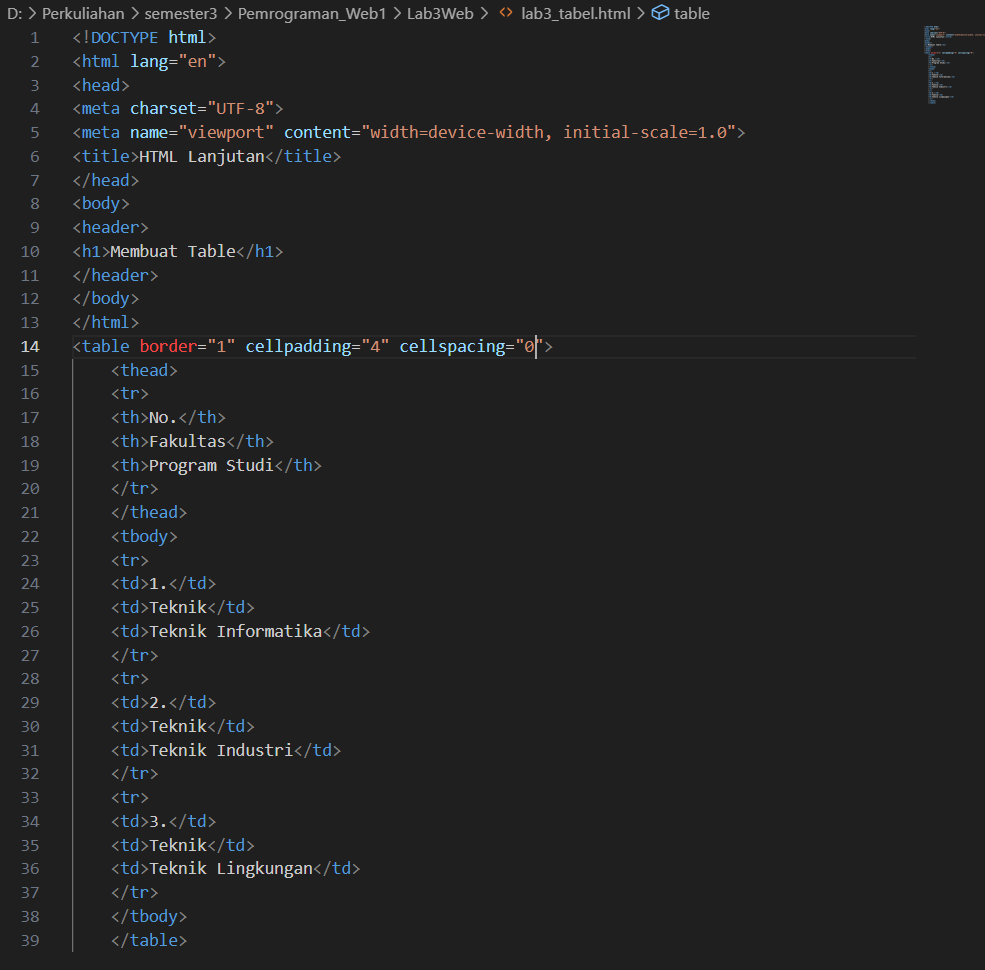 D: > Perkuliahan > semester3 > Pemrograman_Web1 > Lab3Web > <> lab3_tabel.html > table
1 <!DOCTYPE html>
2 <html lang="en">
3 <head>
4 <meta charset="UTF-8">
5 <meta name="viewport" content="width=device-width, initial-scale=1.0">
6 <title>HTML Lanjutan</title>
7 </head>
8 <body>
9 <header>
10 <h1>Membuat Table</h1>
11 </header>
12 </body>
13 </html>
14 <table border="1" cellpadding="4" cellspacing="0">
15 <thead>
16 <tr>
17 <th>No.</th>
18 <th>Fakultas</th>
19 <th>Program Studi</th>
20 </tr>
21 </thead>
22 <tbody>
23 <tr>
24 <td>1.</td>
25 <td>Teknik</td>
26 <td>Teknik Informatika</td>
27 </tr>
28 <tr>
29 <td>2.</td>
30 <td>Teknik</td>
31 <td>Teknik Industri</td>
32 </tr>
33 <tr>
34 <td>3.</td>
35 <td>Teknik</td>
36 <td>Teknik Lingkungan</td>
37 </tr>
38 </tbody>
39 </table>